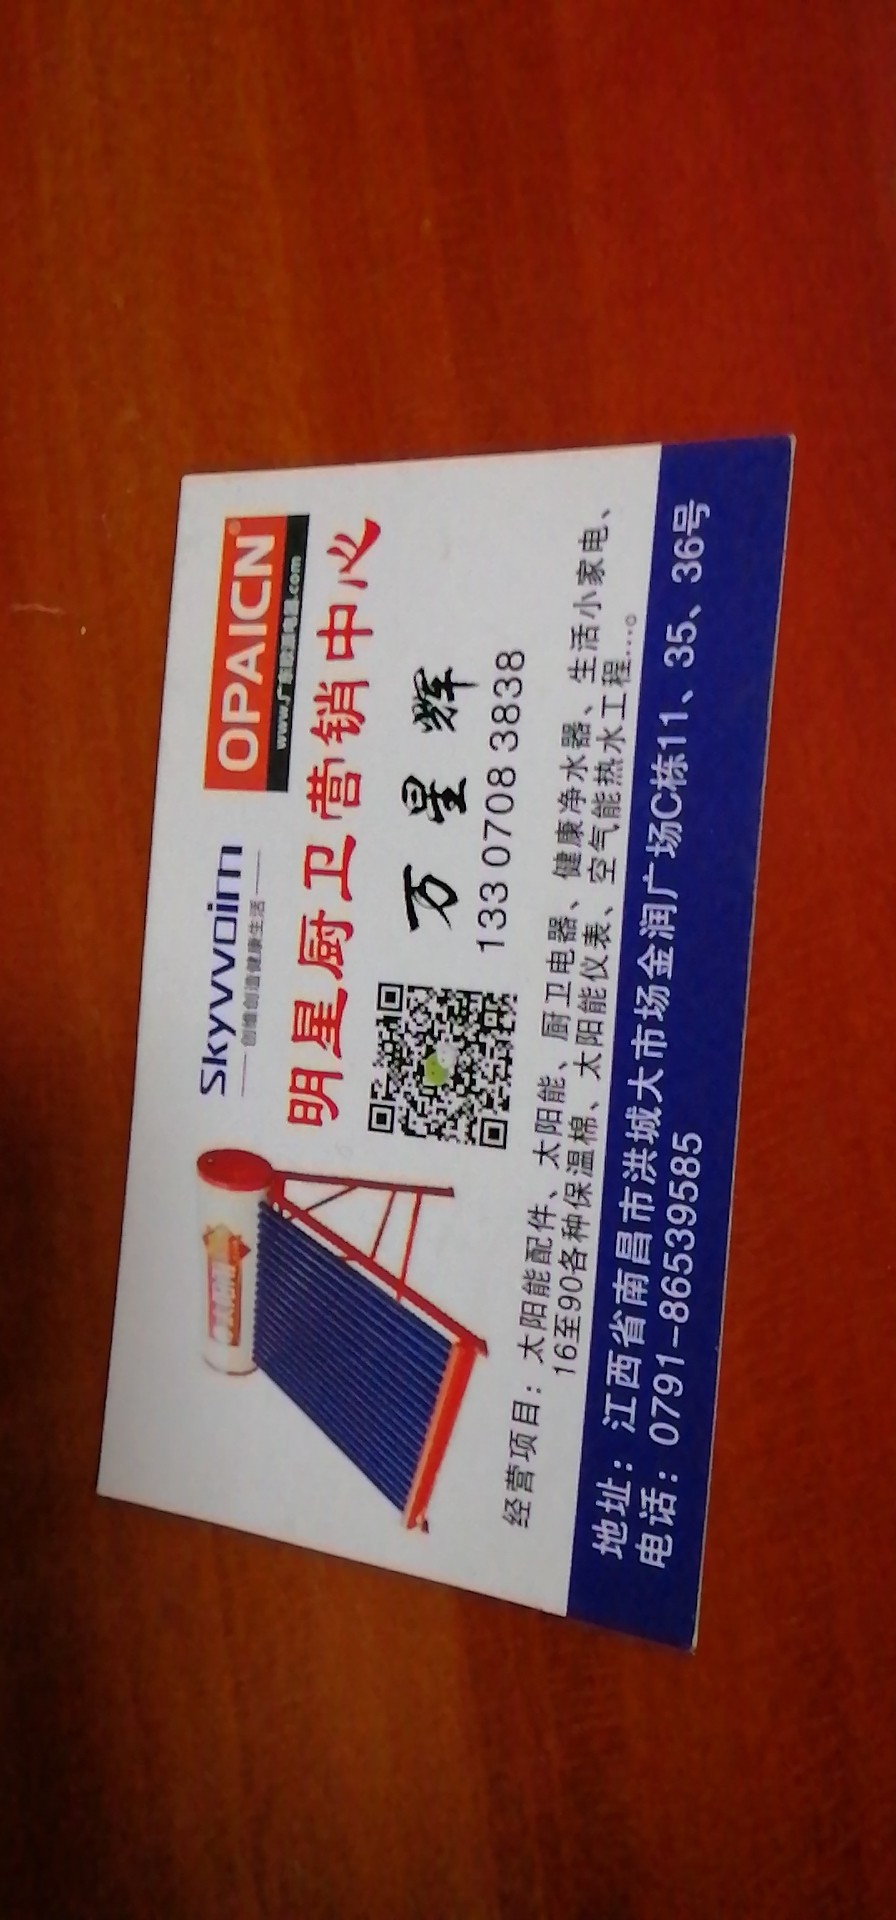 Skyvvoirn
创维创造健康生活
OPAICN®
明星厨卫营销中心
万星辉
133 0708 3838
经营项目：太阳能配件、太阳能、厨卫电器、健康净水器、生活小家电、
16至90各种保温棉、太阳能仪表、空气能热水工程…。
地址：江西省南昌市洪城大市场金润广场C栋11、35、36号
电话：0791-86539585